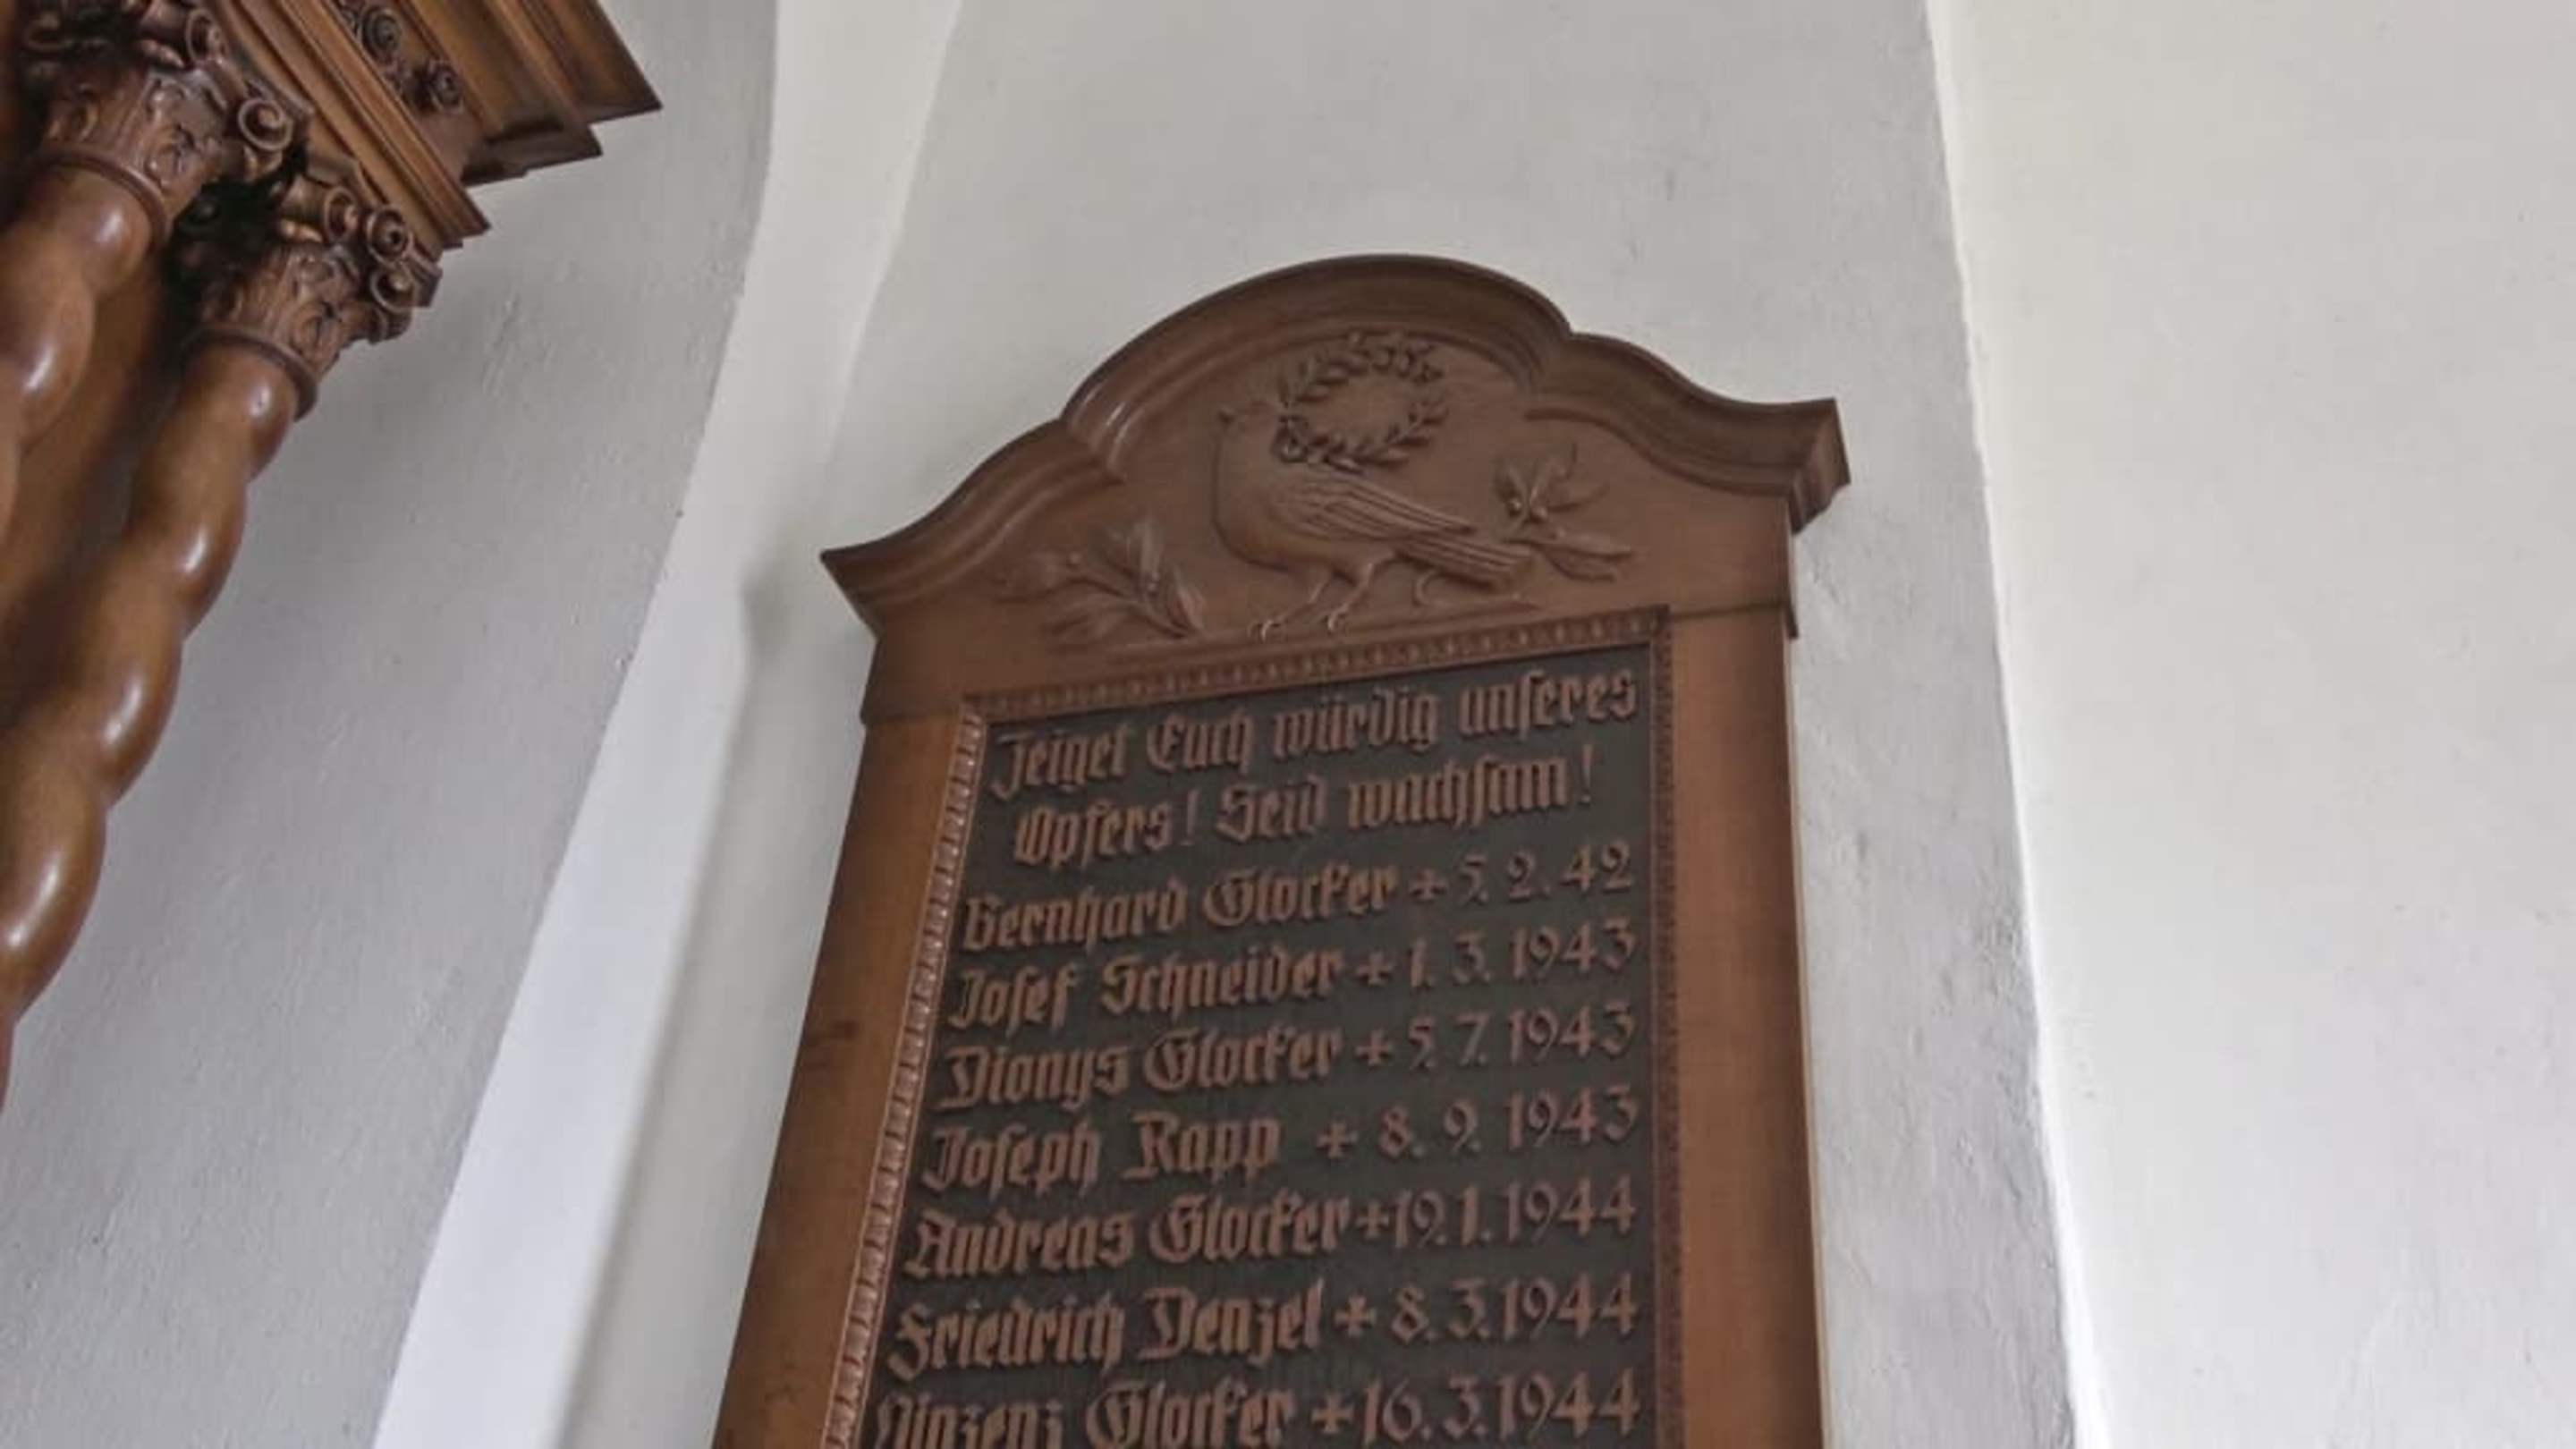 Zeiget Euch würdig unseres
Opfers! Seid wachsam!
Bernhard Glocker + 5. 2. 42
Josef Schneider + 1. 3. 1943
Dionys Glocker + 5. 7. 1943
Joseph Rapp + 8. 9. 1943
Andreas Glocker + 19. 1. 1944
Friedrich Denzel + 8. 3. 1944
Vinzenz Glocker + 16. 3. 1944